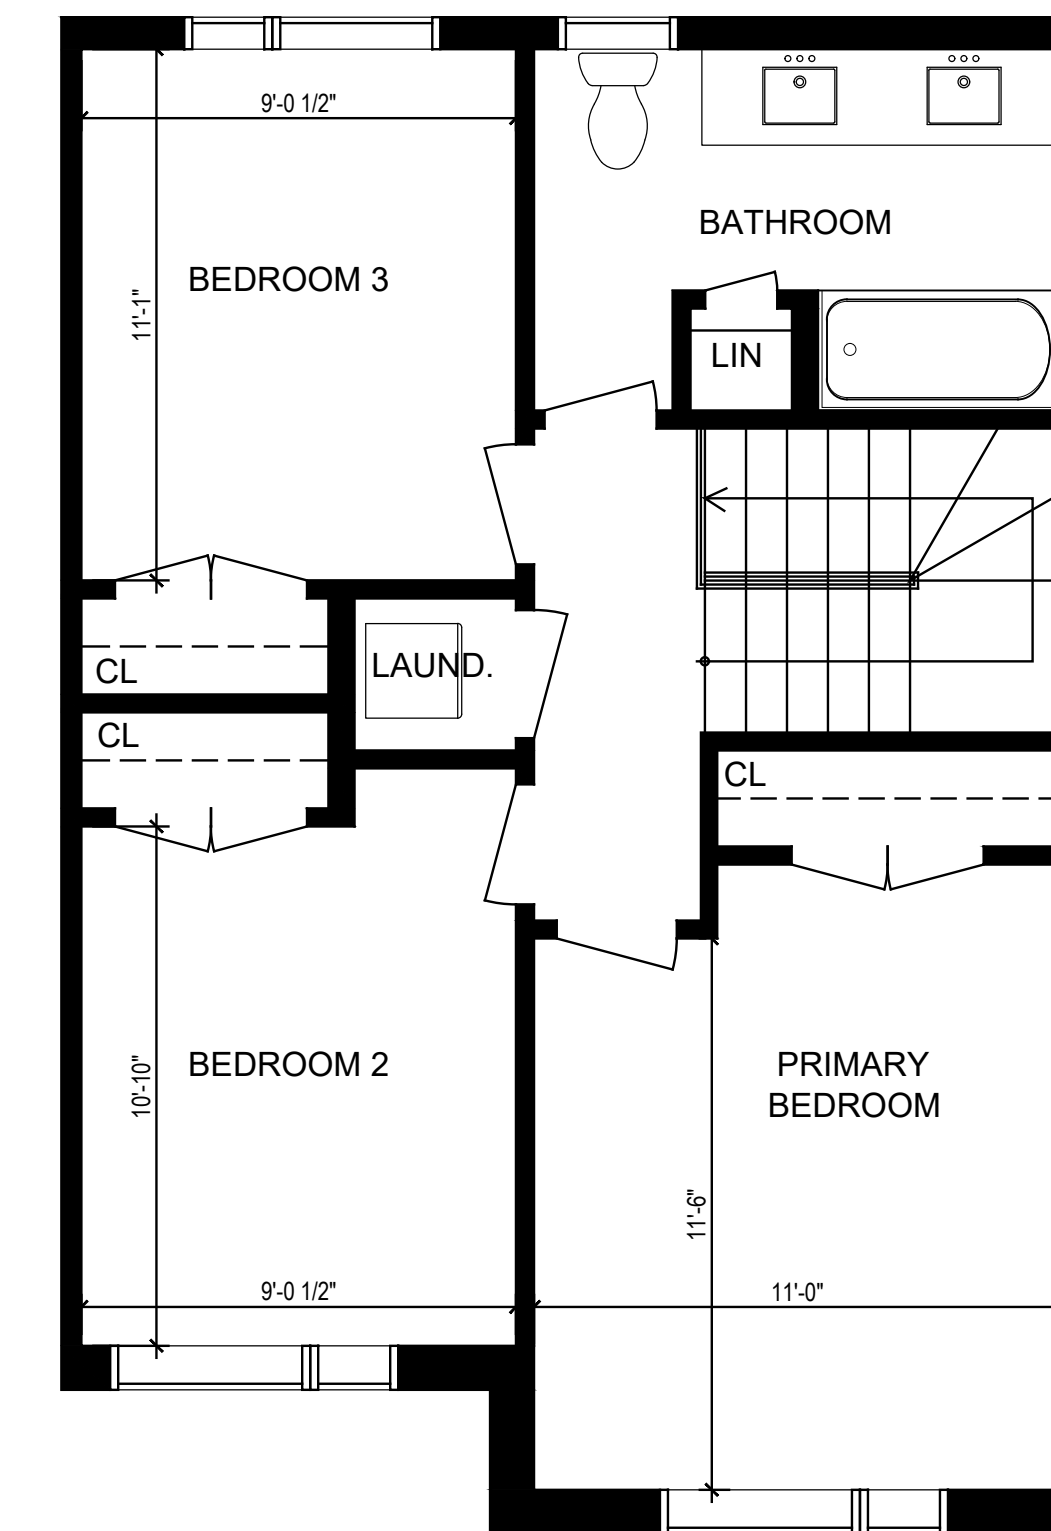 9'-0 1/2"
BATHROOM
BEDROOM 3
11'-1"
LIN
LAUND.
CL
CL
CL
BEDROOM 2
10'-10"
PRIMARY
BEDROOM
11'-6"
9'-0 1/2"
11'-0"